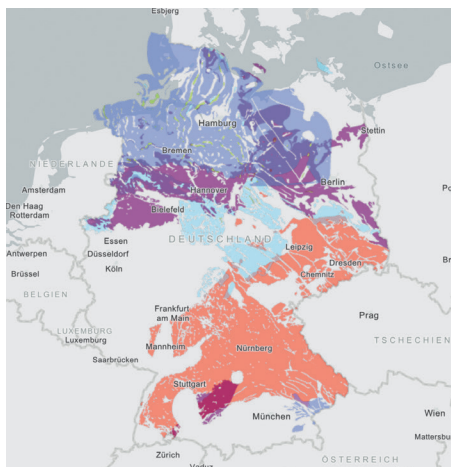 Esbjerg
Ostsee
Hamburg
Stettin
Bremen
NIEDERLANDE
Berlin
Amsterdam
Hannover
Den Haag
Rotterdam
Bielefeld
Essen
DEUTSCHLAND
Antwerpen
Düsseldorf
Leipzig
Brüssel
Köln
Dresden
Chemnitz
BELGIEN
Frankfurt
am Main
Prag
LUXEMBURG
Luxemburg
Mannheim
Nürnberg
TSCHECHIEN
Saarbrücken
Stuttgart
München
Wien
Mattersbu
Zürich
Vaduz
ÖSTERREICH